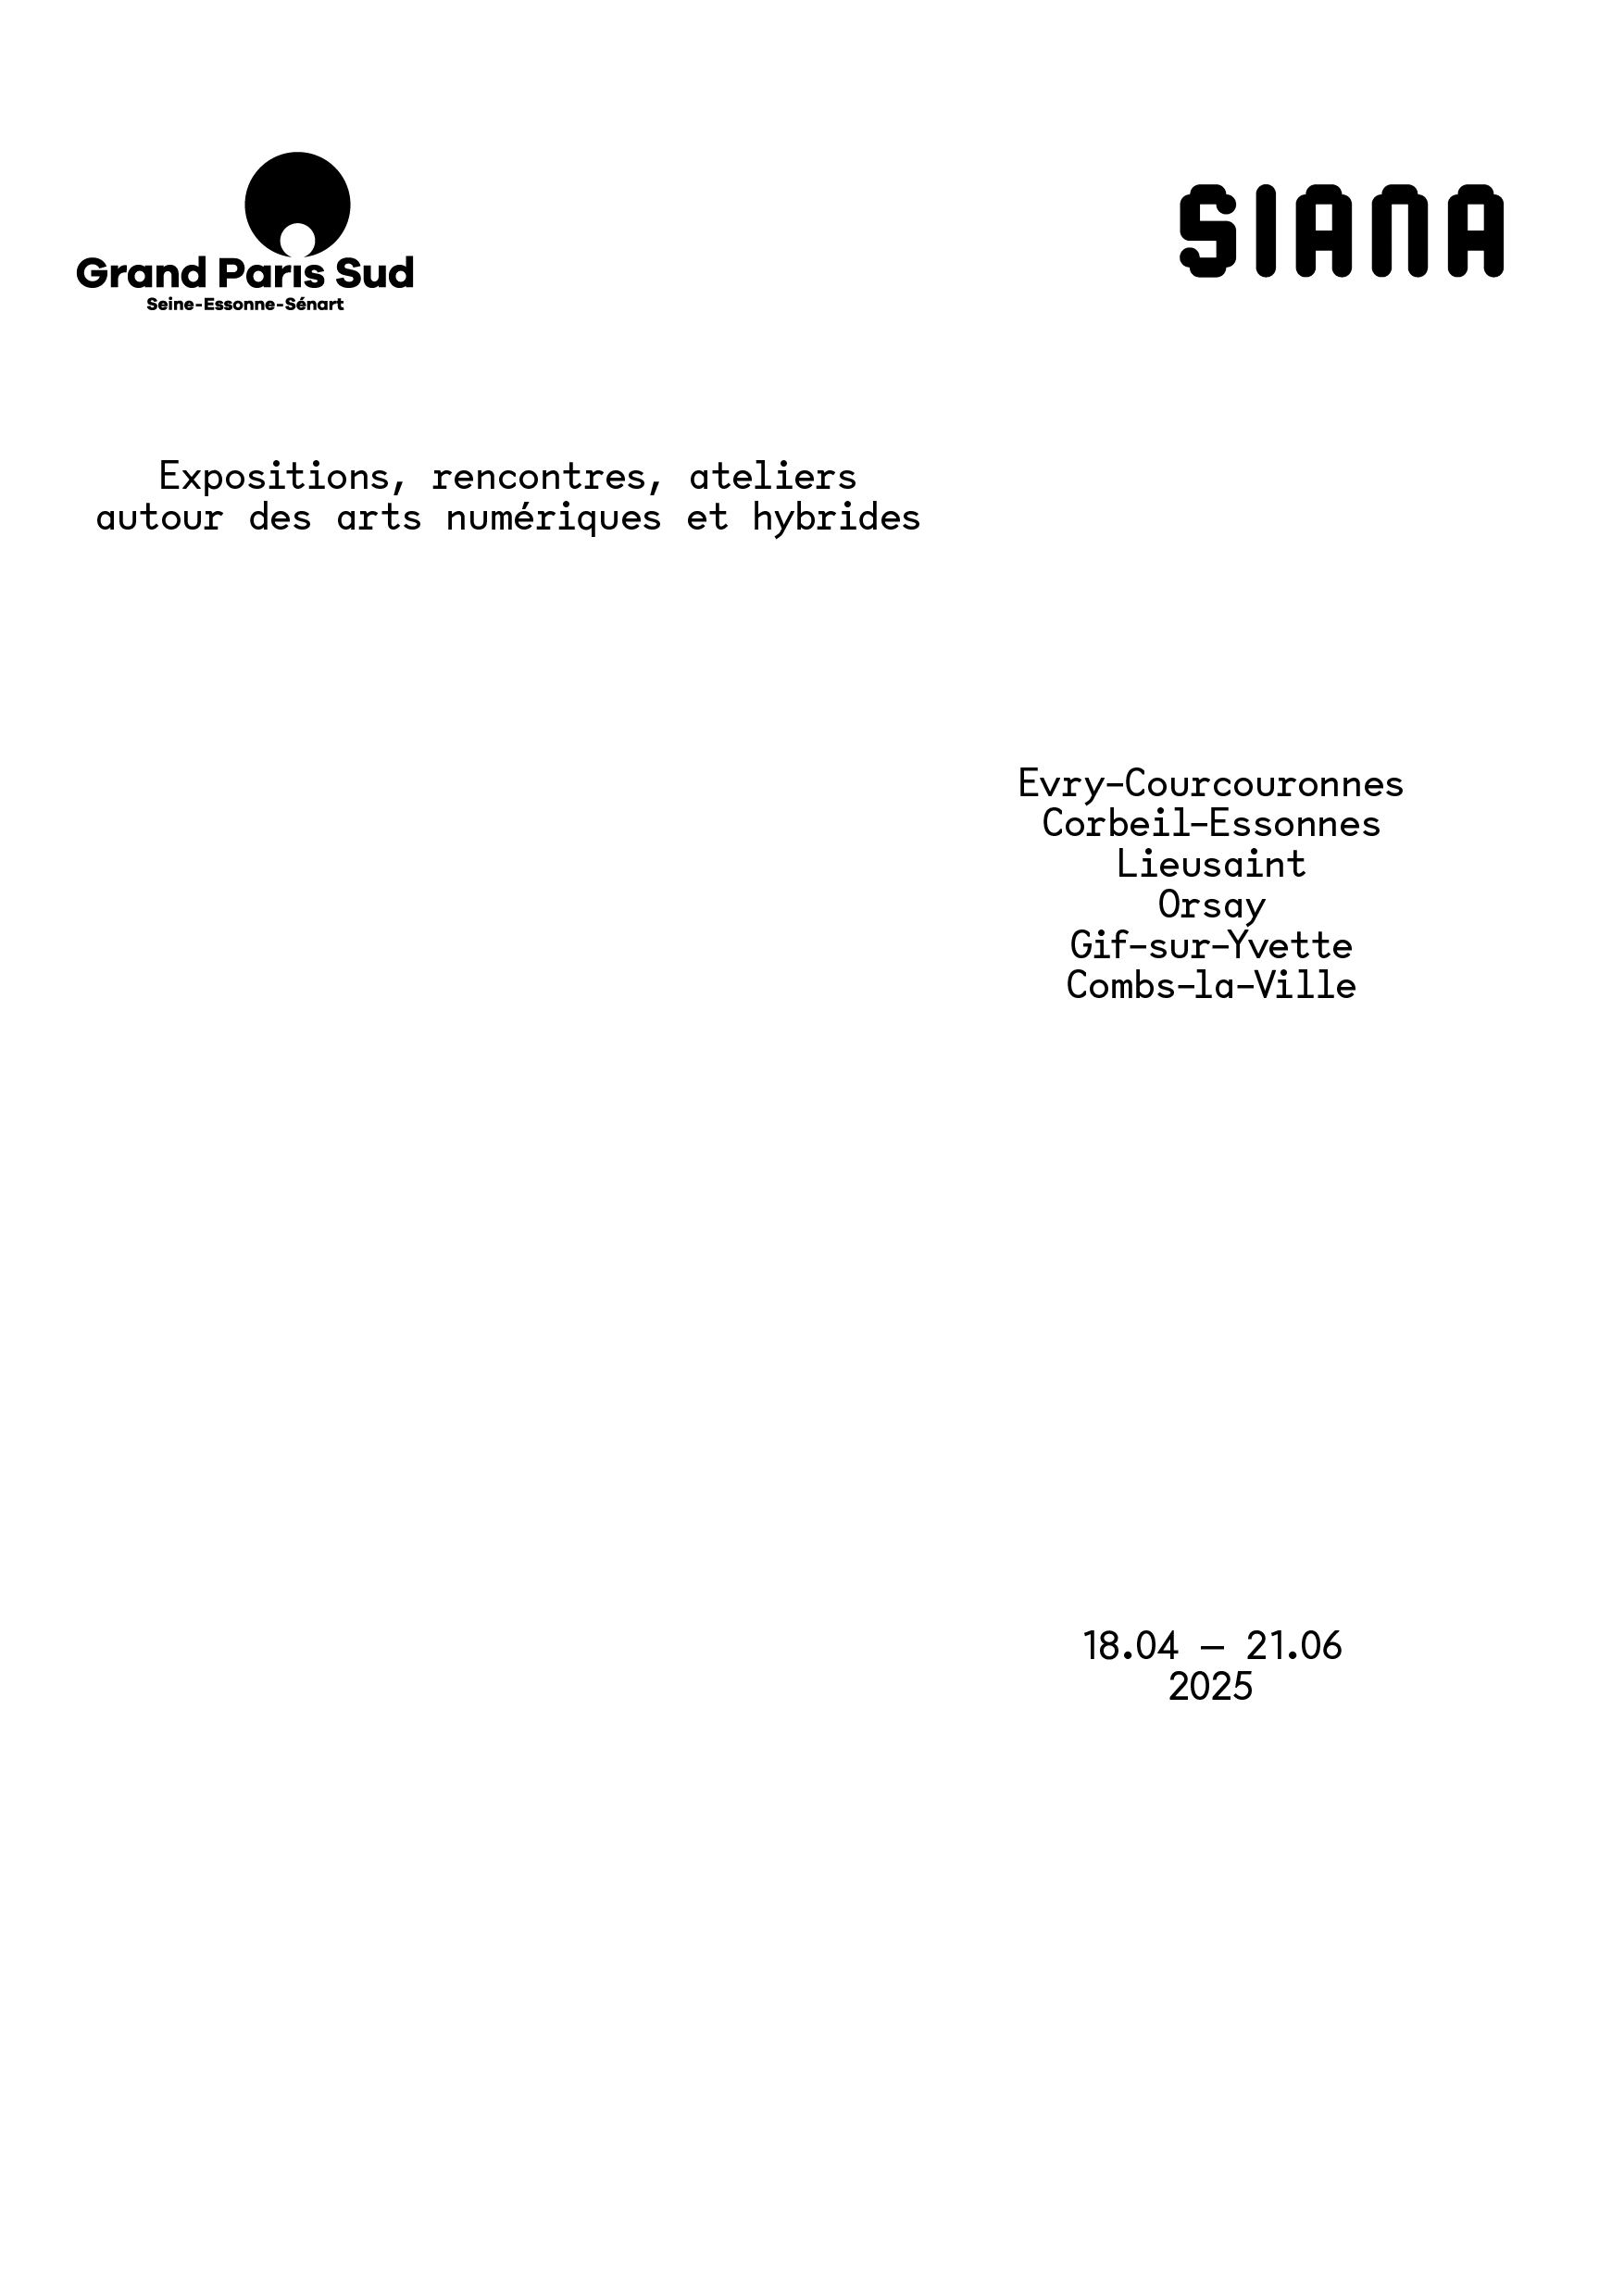 Grand Paris Sud
Seine-Essonne-Sénart
SIANA
Expositions, rencontres, ateliers
autour des arts numériques et hybrides
Evry-Courcouronnes
Corbeil-Essonnes
Lieusaint
Orsay
Gif-sur-Yvette
Combs-la-Ville
18.04 – 21.06
2025